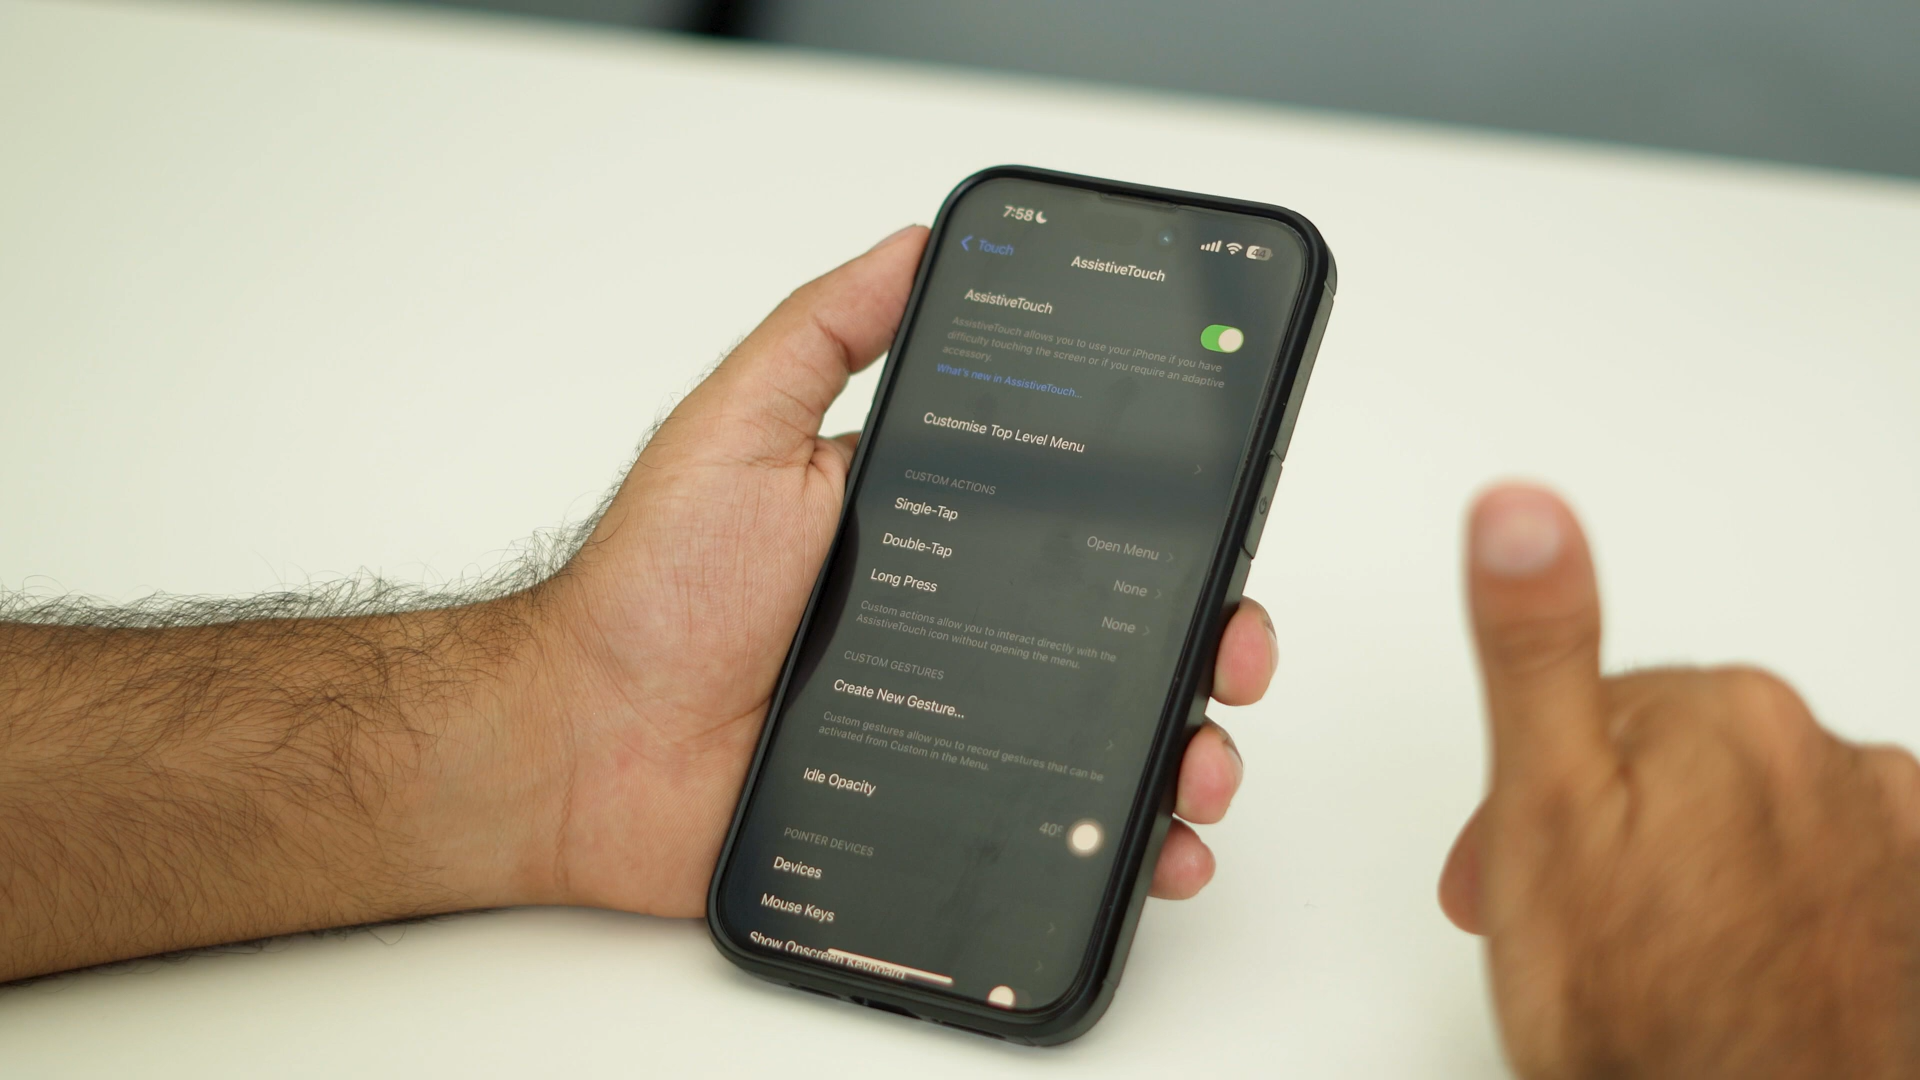 7:58
44
Touch
AssistiveTouch
AssistiveTouch
AssistiveTouch allows you to use your iPhone if you have
difficulty touching the screen or if you require an adaptive
accessory.
What's new in AssistiveTouch...
Customise Top Level Menu
CUSTOM ACTIONS
Single-Tap
Open Menu
Double-Tap
None
Long Press
None
Custom actions allow you to interact directly with the
AssistiveTouch icon without opening the menu.
CUSTOM GESTURES
Create New Gesture...
Custom gestures allow you to record gestures that can be
activated from Custom in the Menu.
Idle Opacity
40
POINTER DEVICES
Devices
Mouse Keys
Show Onscreen Keyboard